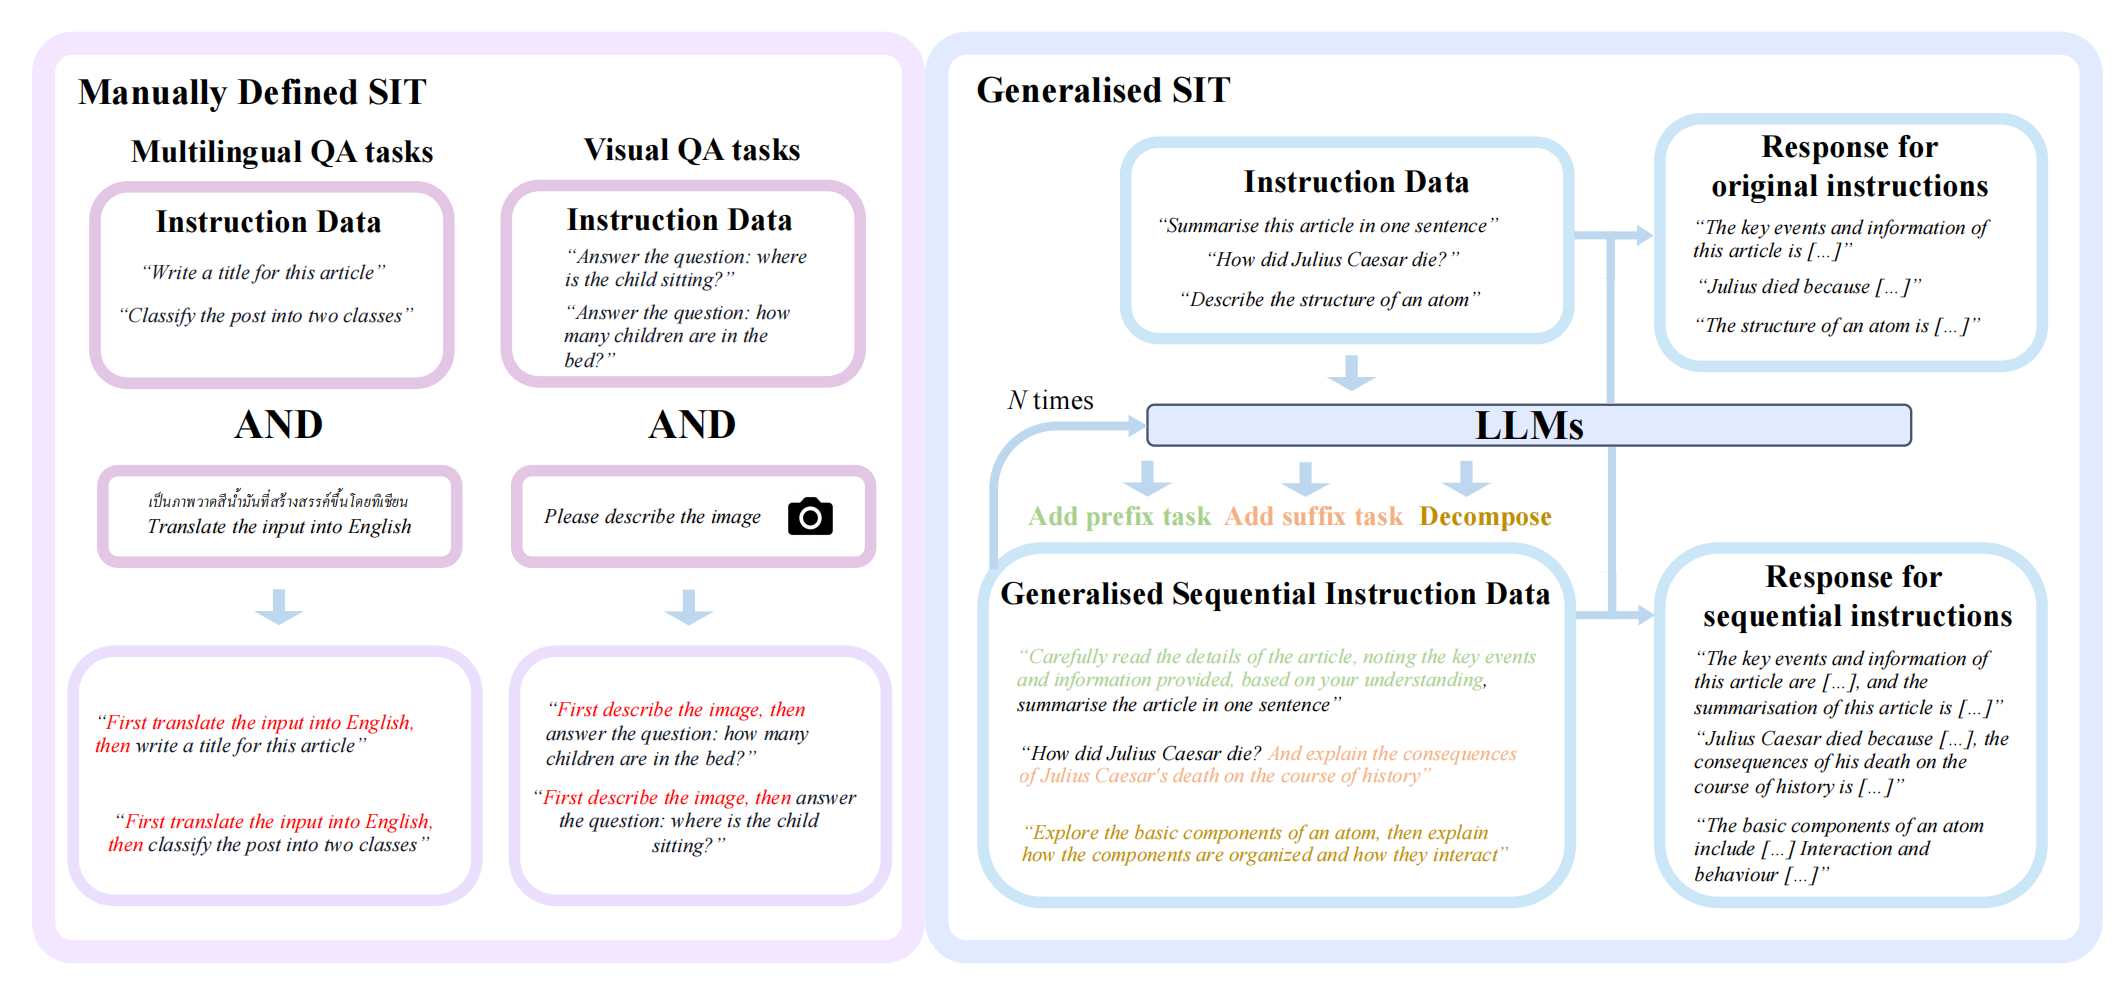 Manually Defined SIT
Multilingual QA tasks
Instruction Data
“Write a title for this article”
“Classify the post into two classes”
AND
เป็นภาพวาดสีน้ำมันที่สร้างสรรค์ขึ้นโดยทิเชียน
Translate the input into English
“First translate the input into English,
then write a title for this article”
“First translate the input into English,
then classify the post into two classes”
Visual QA tasks
Instruction Data
“Answer the question: where
is the child sitting?”
“Answer the question: how
many children are in the
bed?”
AND
Please describe the image
“First describe the image, then
answer the question: how many
children are in the bed?”
“First describe the image, then answer
the question: where is the child
sitting?”
Generalised SIT
Instruction Data
“Summarise this article in one sentence”
“How did Julius Caesar die?”
“Describe the structure of an atom”
Response for
original instructions
“The key events and information of
this article is [...]”
“Julius died because [...]”
“The structure of an atom is [...]”
N times
LLMs
Add prefix task
Add suffix task
Decompose
Generalised Sequential Instruction Data
“Carefully read the details of the article, noting the key events
and information provided, based on your understanding,
summarise the article in one sentence”
“How did Julius Caesar die? And explain the consequences
of Julius Caesar's death on the course of history”
“Explore the basic components of an atom, then explain
how the components are organized and how they interact”
Response for
sequential instructions
“The key events and information of
this article are [...], and the
summarisation of this article is [...]”
“Julius Caesar died because [...], the
consequences of his death on the
course of history is [...]”
“The basic components of an atom
include [...] Interaction and
behaviour [...]”